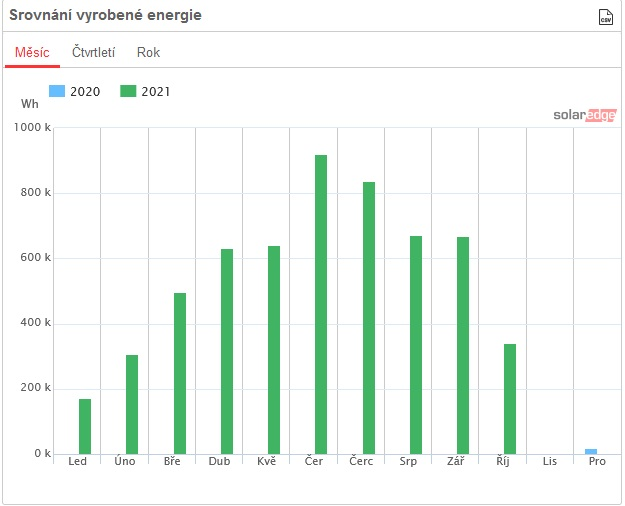 Srovnání vyrobené energie
CSV
Měsíc Čtvrtletí Rok
2020 2021
Wh
solaredge
1000 k
800 k
600 k
400 k
200 k
0 k
Led Úno Bře Dub Kvě Čer Črc Srp Zář Říj Lis Pro